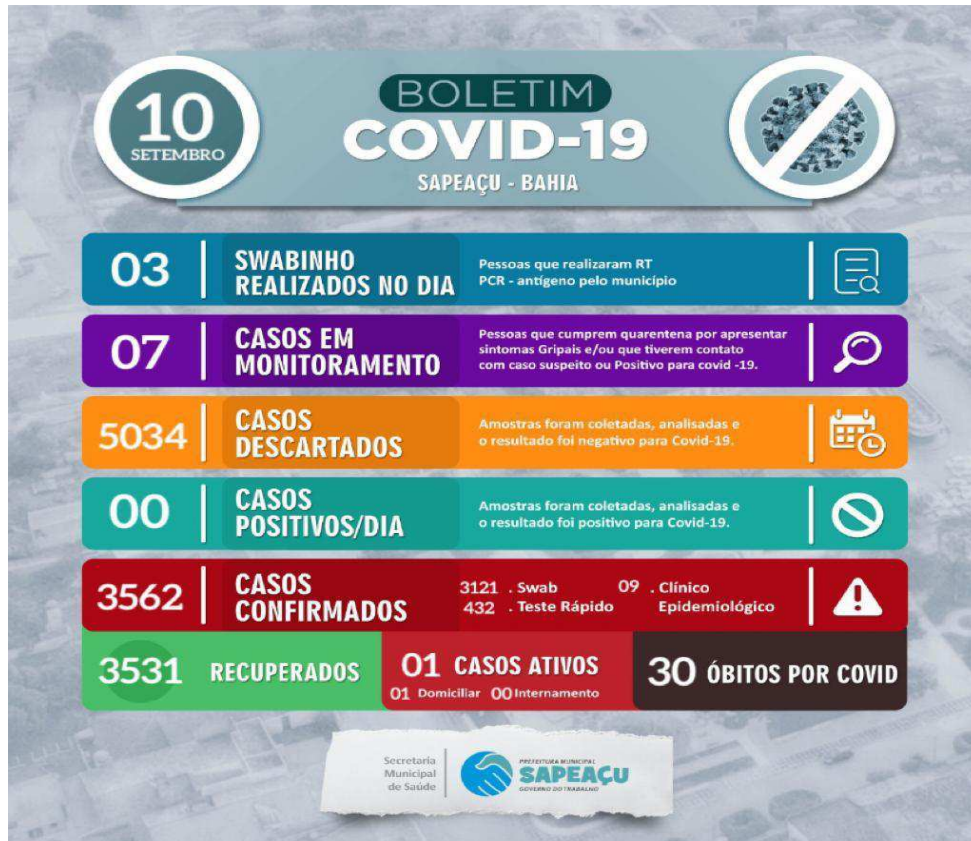 10
SETEMBRO
BOLETIM
COVID-19
SAPEAÇU - BAHIA
03
SWABINHO
REALIZADOS NO DIA
Pessoas que realizaram RT
PCR - antígeno pelo município
07
CASOS EM
MONITORAMENTO
Pessoas que cumprem quarentena por apresentar
sintomas Gripais e/ou que tiverem contato
com caso suspeito ou Positivo para covid -19.
5034
CASOS
DESCARTADOS
Amostras foram coletadas, analisadas e
o resultado foi negativo para Covid-19.
00
CASOS
POSITIVOS/DIA
Amostras foram coletadas, analisadas e
o resultado foi positivo para Covid-19.
3562
CASOS
CONFIRMADOS
3121 . Swab
432 . Teste Rápido
09 . Clínico
Epidemiológico
3531 RECUPERADOS
01 CASOS ATIVOS
01 Domiciliar 00 Internamento
30 ÓBITOS POR COVID
Secretaria
Municipal
de Saúde
PREFEITURA MUNICIPAL
SAPEAÇU
GOVERNO DO TRABALHO